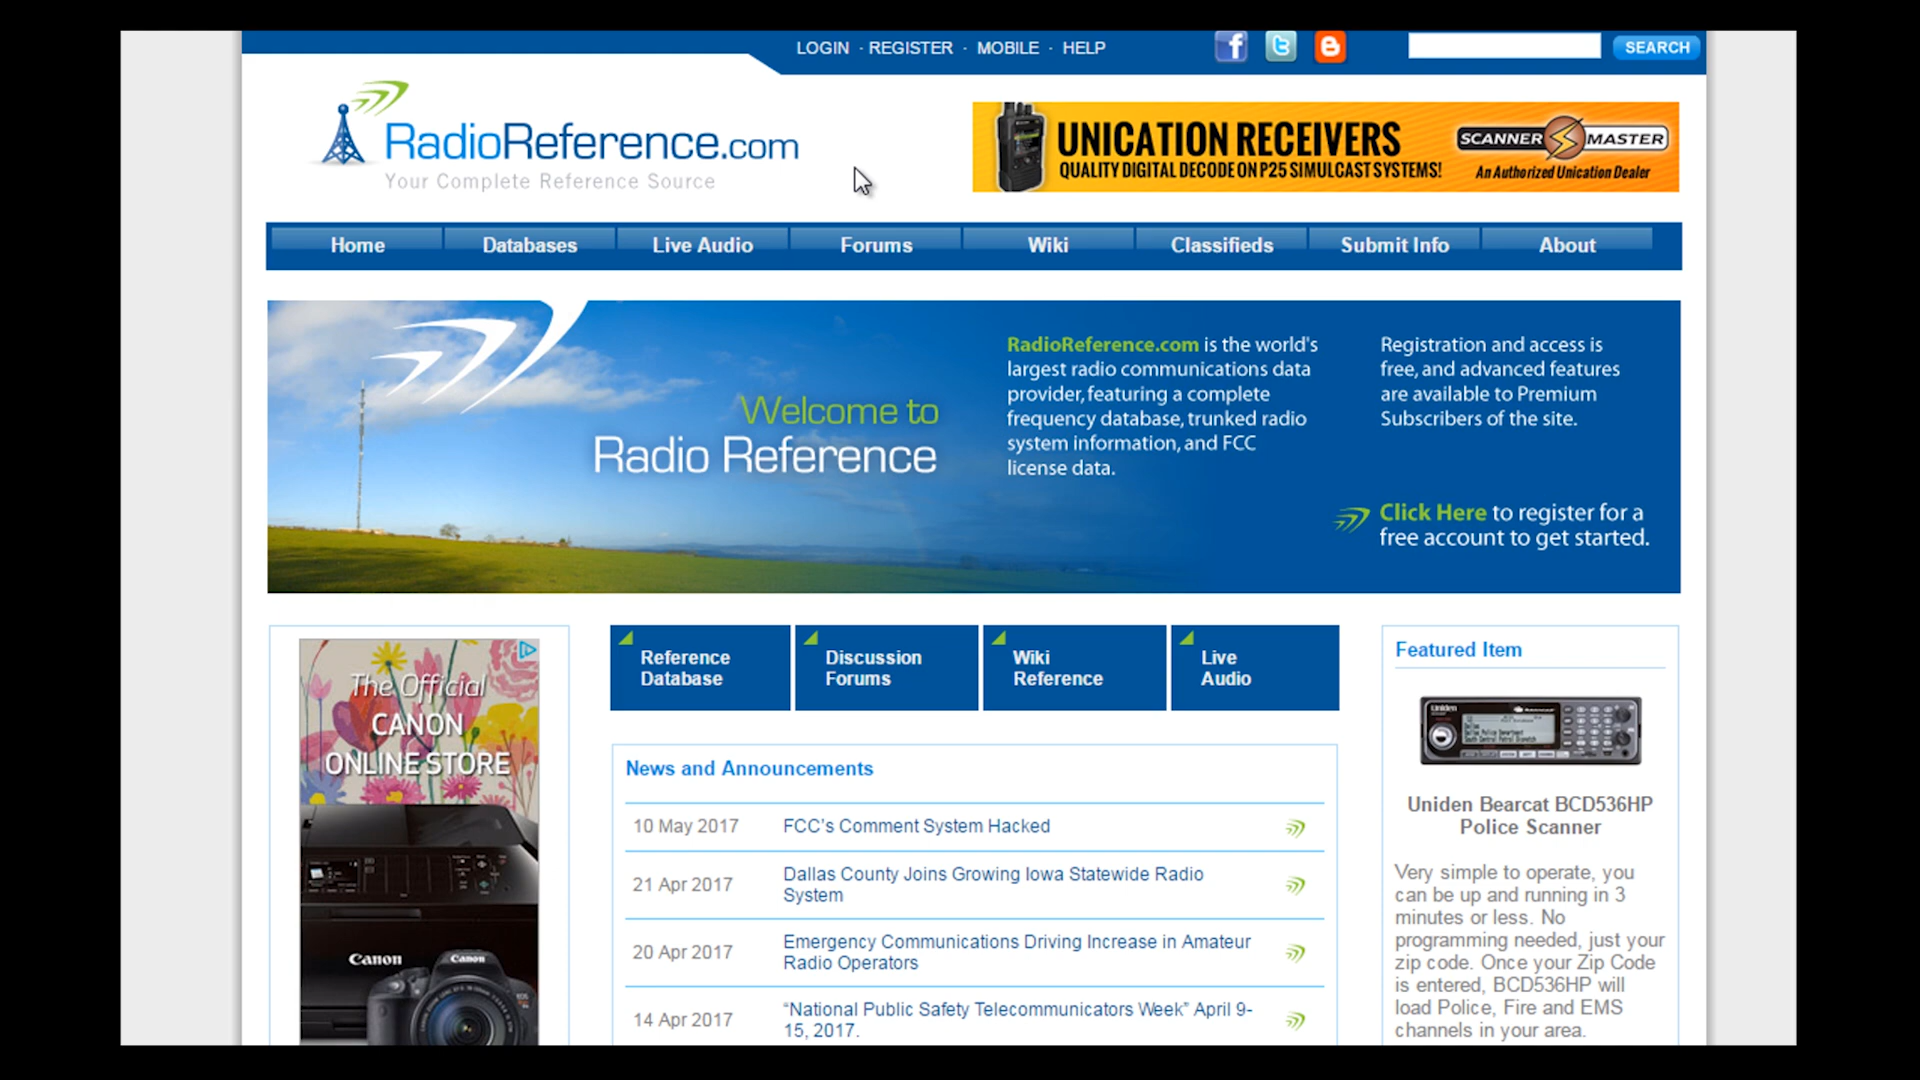 LOGIN · REGISTER · MOBILE · HELP
SEARCH
RadioReference.com
Your Complete Reference Source
UNICATION RECEIVERS
QUALITY DIGITAL DECODE ON P25 SIMULCAST SYSTEMS!
SCANNER MASTER
An Authorized Unication Dealer
Home
Databases
Live Audio
Forums
Wiki
Classifieds
Submit Info
About
Welcome to
Radio Reference
RadioReference.com is the world's
largest radio communications data
provider, featuring a complete
frequency database, trunked radio
system information, and FCC
license data.
Registration and access is
free, and advanced features
are available to Premium
Subscribers of the site.
Click Here to register for a
free account to get started.
The Official
CANON
ONLINE STORE
Canon
Canon
Reference
Database
Discussion
Forums
Wiki
Reference
Live
Audio
News and Announcements
10 May 2017
FCC's Comment System Hacked
21 Apr 2017
Dallas County Joins Growing Iowa Statewide Radio
System
20 Apr 2017
Emergency Communications Driving Increase in Amateur
Radio Operators
14 Apr 2017
“National Public Safety Telecommunicators Week” April 9-
15, 2017.
Featured Item
Uniden
Uniden Bearcat BCD536HP
Police Scanner
Very simple to operate, you
can be up and running in 3
minutes or less. No
programming needed, just your
zip code. Once your Zip Code
is entered, BCD536HP will
load Police, Fire and EMS
channels in your area.